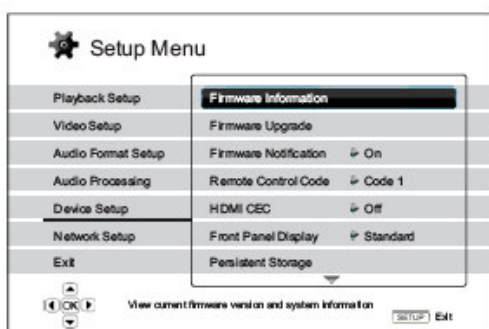 Setup Menu
Playback Setup
Firmware Information
Video Setup
Firmware Upgrade
Audio Format Setup
Firmware Notification On
Audio Processing
Remote Control Code Code 1
Device Setup
HDMI CEC Off
Network Setup
Front Panel Display Standard
Exit
Persistent Storage
OK
View current firmware version and system information
SETUP Exit